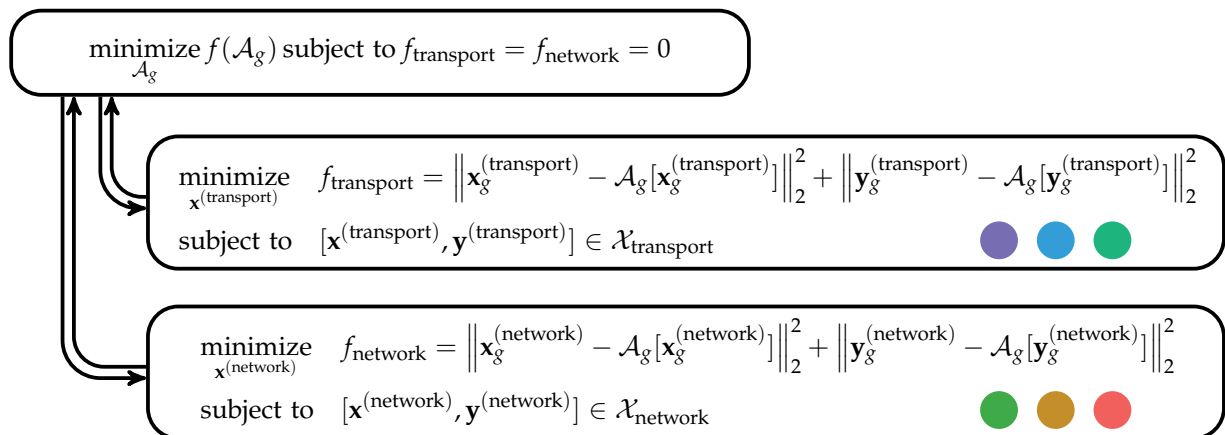 minimize f(𝒜_g) subject to f_transport = f_network = 0
𝒜_g
minimize f_transport = ‖𝐱_g^(transport) − 𝒜_g[𝐱_g^(transport)]‖_2^2 + ‖𝐲_g^(transport) − 𝒜_g[𝐲_g^(transport)]‖_2^2
𝐱^(transport)
subject to [𝐱^(transport), 𝐲^(transport)] ∈ 𝒳_transport
minimize f_network = ‖𝐱_g^(network) − 𝒜_g[𝐱_g^(network)]‖_2^2 + ‖𝐲_g^(network) − 𝒜_g[𝐲_g^(network)]‖_2^2
𝐱^(network)
subject to [𝐱^(network), 𝐲^(network)] ∈ 𝒳_network